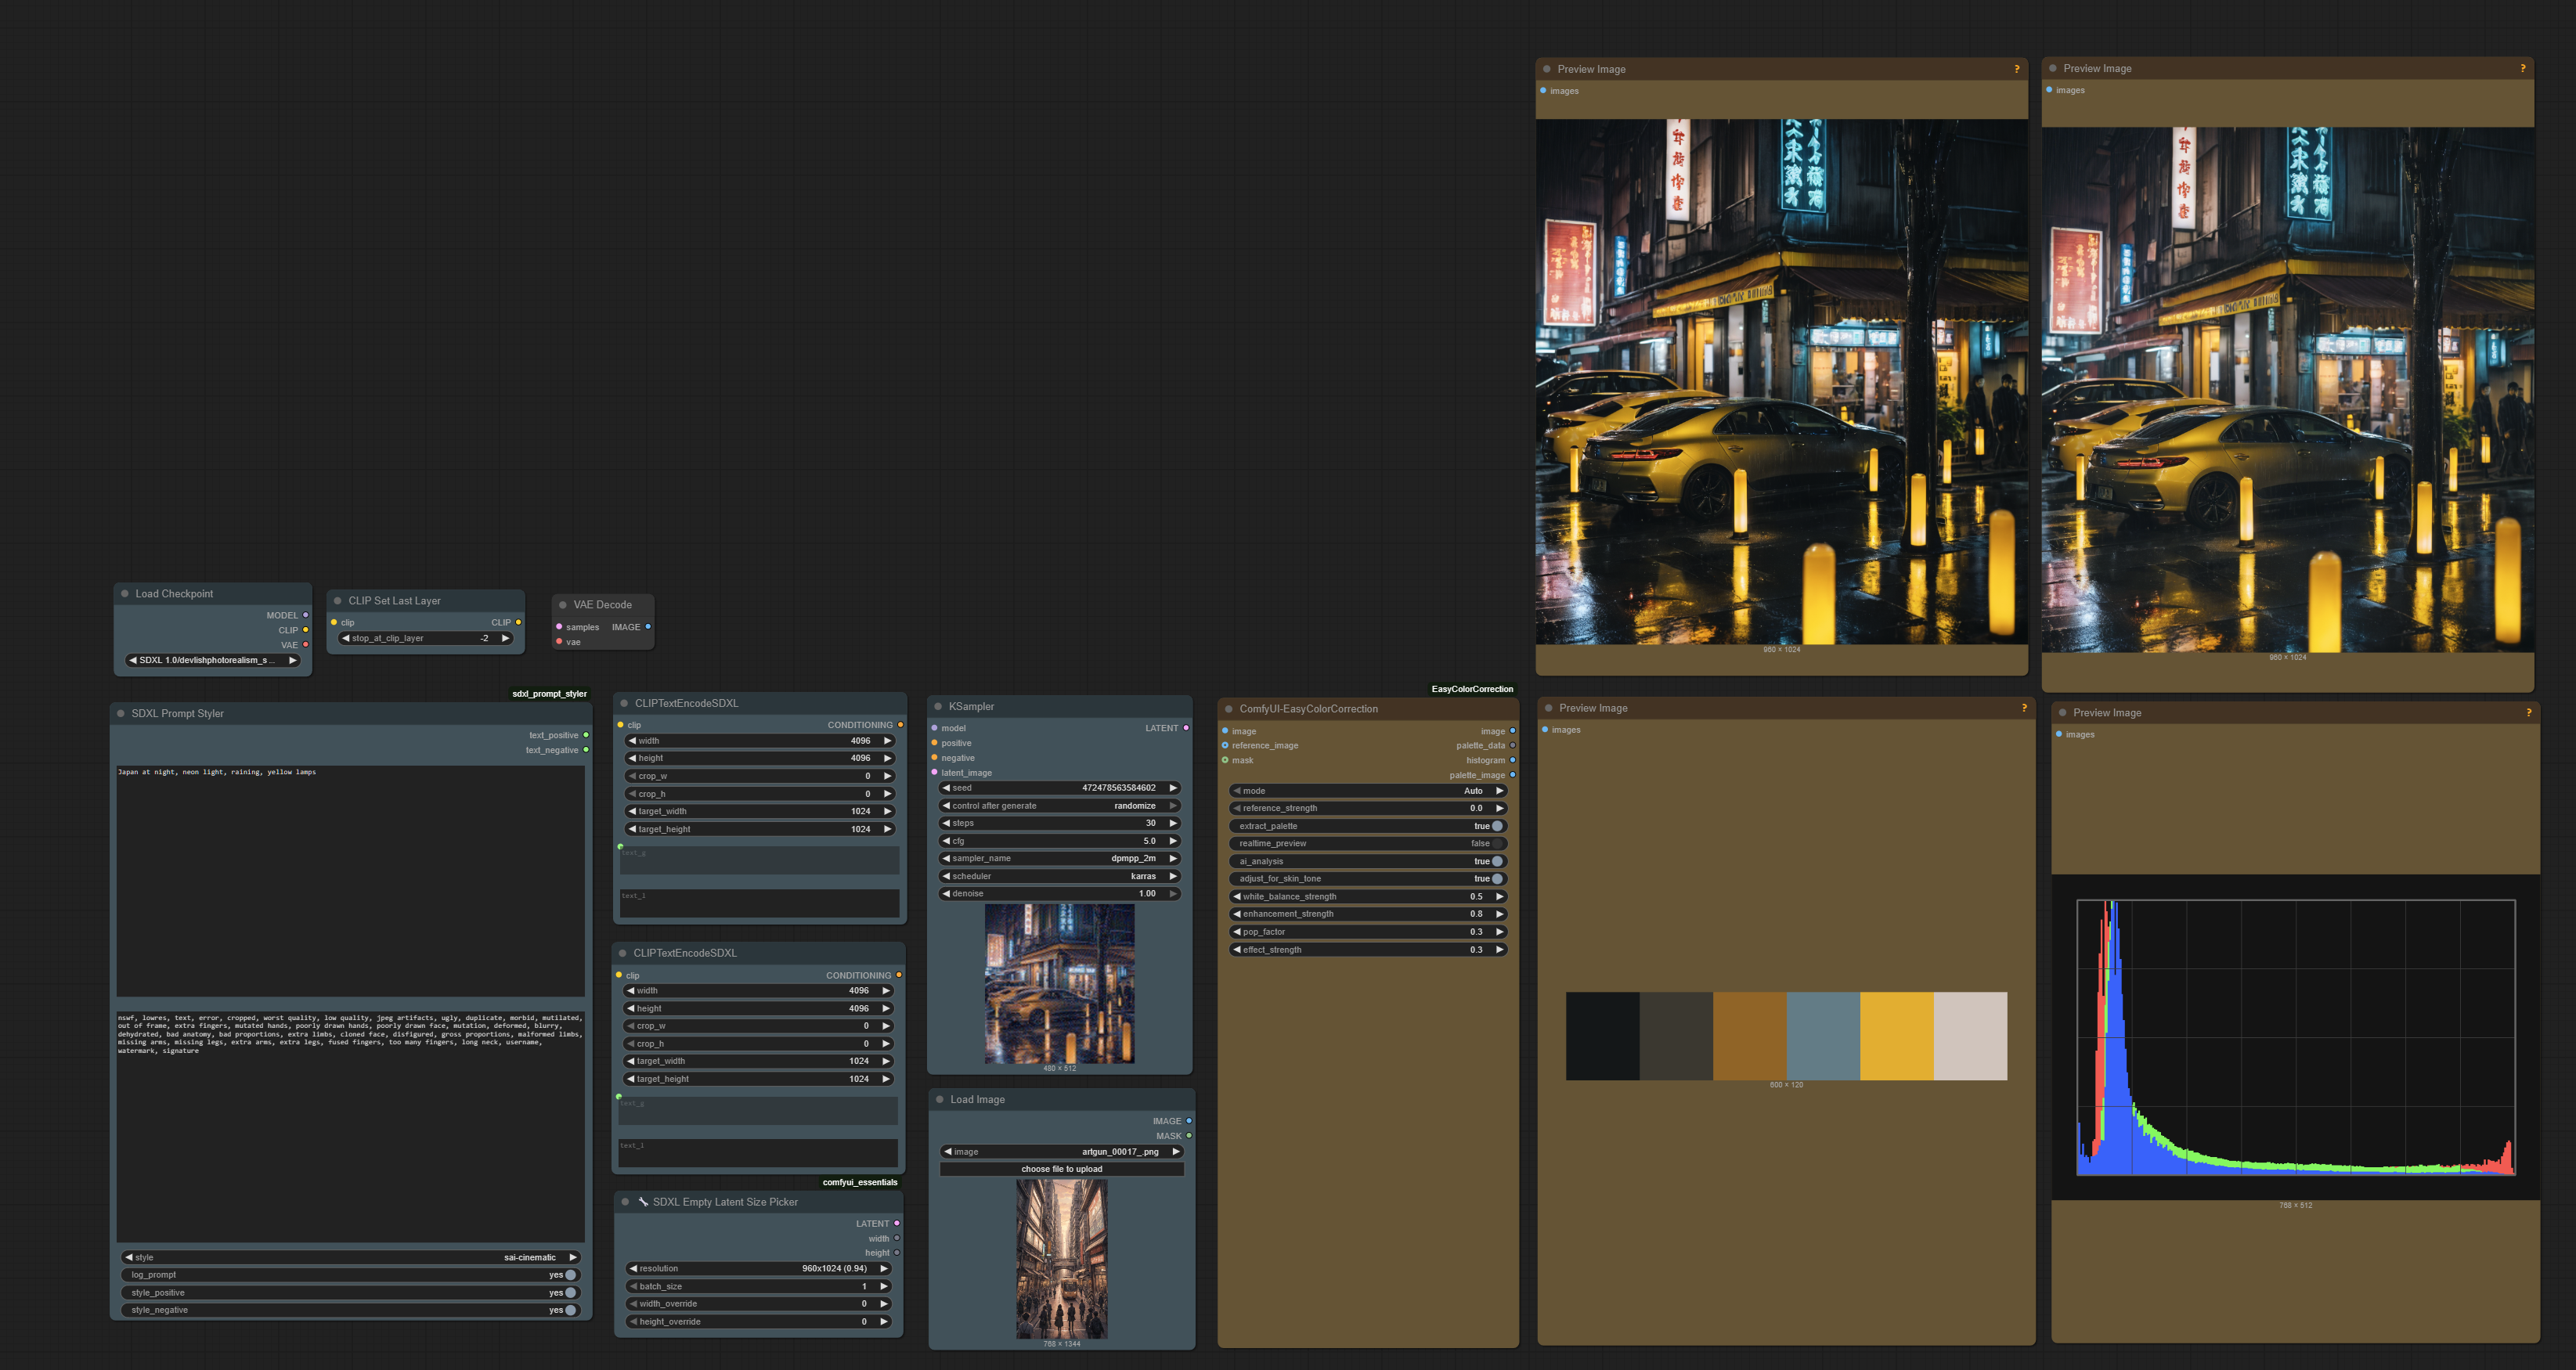 Preview Image
?
images
960 × 1024
Preview Image
?
images
960 × 1024
Load Checkpoint
MODEL
CLIP
VAE
SDXL 1.0/devlishphotorealism_s ...
CLIP Set Last Layer
clip CLIP
stop_at_clip_layer -2
VAE Decode
samples IMAGE
vae
sdxl_prompt_styler
SDXL Prompt Styler
text_positive
text_negative
Japan at night, neon light, raining, yellow lamps
nswf, lowres, text, error, cropped, worst quality, low quality, jpeg artifacts, ugly, duplicate, morbid, mutilated,
out of frame, extra fingers, mutated hands, poorly drawn hands, poorly drawn face, mutation, deformed, blurry,
dehydrated, bad anatomy, bad proportions, extra limbs, cloned face, disfigured, gross proportions, malformed limbs,
missing arms, missing legs, extra arms, extra legs, fused fingers, too many fingers, long neck, username,
watermark, signature
style sai-cinematic
log_prompt yes
style_positive yes
style_negative yes
CLIPTextEncodeSDXL
clip CONDITIONING
width 4096
height 4096
crop_w 0
crop_h 0
target_width 1024
target_height 1024
text_g
text_l
CLIPTextEncodeSDXL
clip CONDITIONING
width 4096
height 4096
crop_w 0
crop_h 0
target_width 1024
target_height 1024
text_g
text_l
comfyui_essentials
🔧 SDXL Empty Latent Size Picker
LATENT
width
height
resolution 960x1024 (0.94)
batch_size 1
width_override 0
height_override 0
KSampler
model LATENT
positive
negative
latent_image
seed 472478563584602
control after generate randomize
steps 30
cfg 5.0
sampler_name dpmpp_2m
scheduler karras
denoise 1.00
480 × 512
Load Image
IMAGE
MASK
image artgun_00017_.png
choose file to upload
768 × 1344
EasyColorCorrection
ComfyUI-EasyColorCorrection
image image
reference_image palette_data
mask histogram
palette_image
mode Auto
reference_strength 0.0
extract_palette true
realtime_preview false
ai_analysis true
adjust_for_skin_tone true
white_balance_strength 0.5
enhancement_strength 0.8
pop_factor 0.3
effect_strength 0.3
Preview Image
?
images
600 × 120
Preview Image
?
images
768 × 512